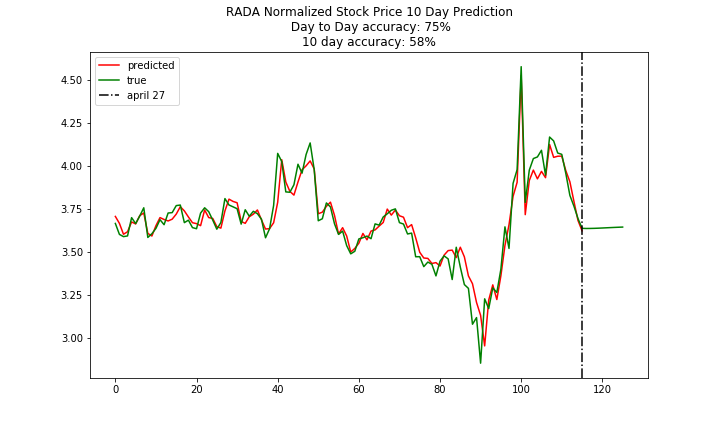 RADA Normalized Stock Price 10 Day Prediction
Day to Day accuracy: 75%
10 day accuracy: 58%
predicted
true
april 27
4.50
4.25
4.00
3.75
3.50
3.25
3.00
0 20 40 60 80 100 120